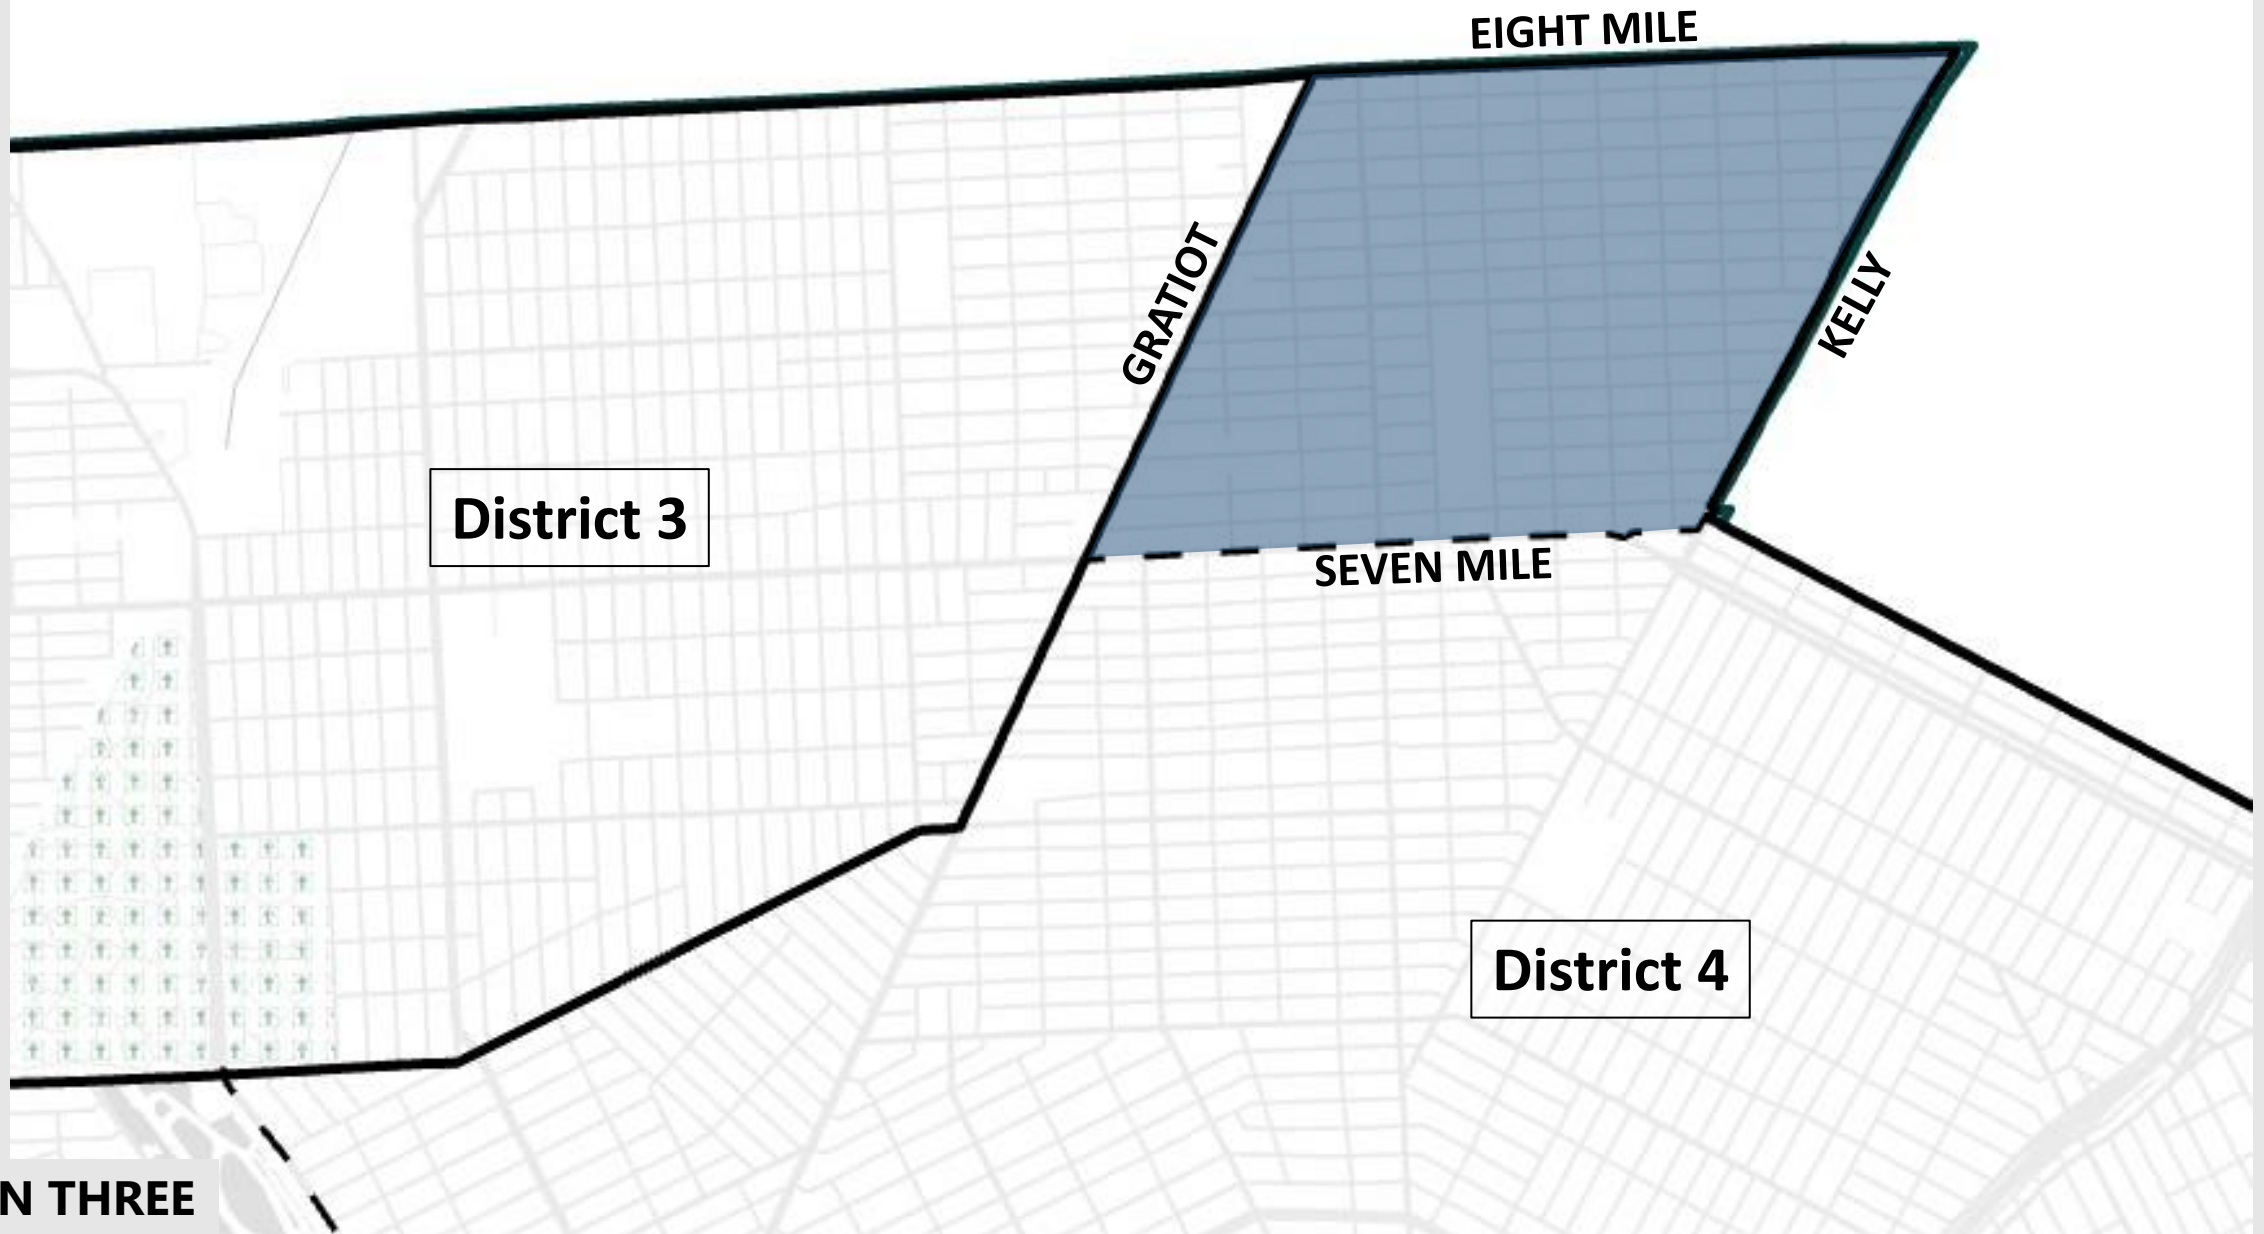 EIGHT MILE
GRATIOT
KELLY
District 3
SEVEN MILE
District 4
N THREE